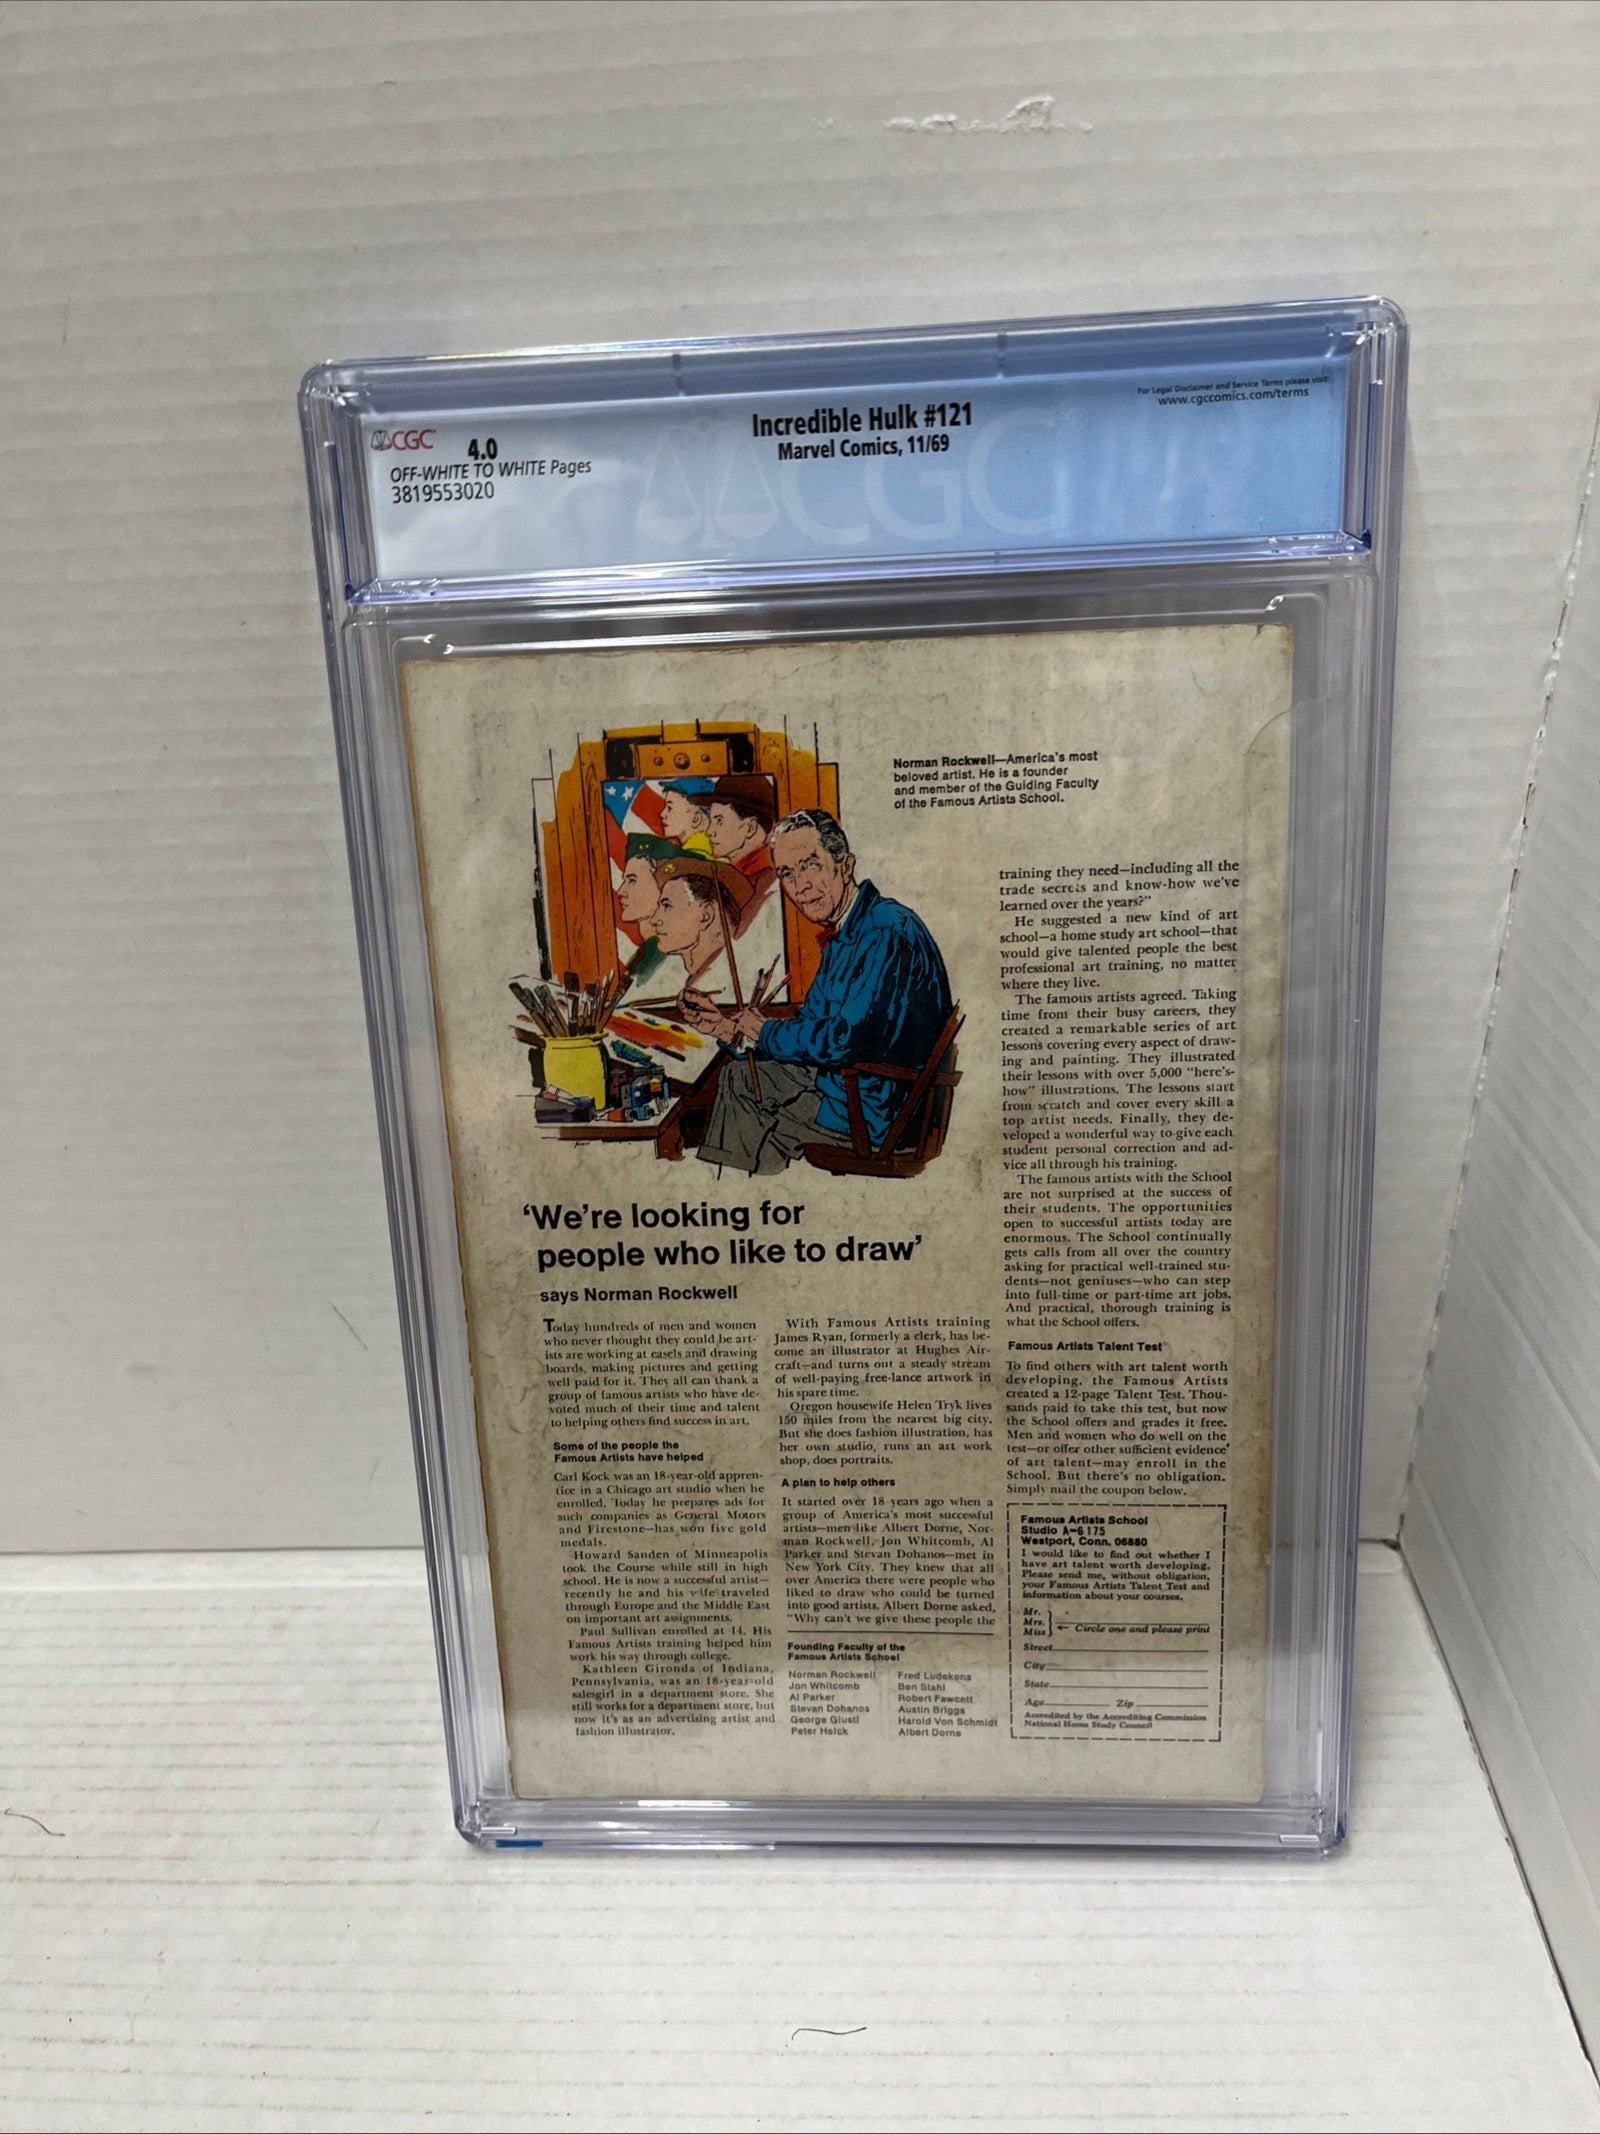 CGC
4.0
OFF-WHITE TO WHITE Pages
3819553020
Incredible Hulk #121
Marvel Comics, 11/69
For Legal Disclaimer and Service Terms please visit:
www.cgccomics.com/terms
CGC
Norman Rockwell—America's most
beloved artist. He is a founder
and member of the Guiding Faculty
of the Famous Artists School.
'We're looking for
people who like to draw'
says Norman Rockwell
Today hundreds of men and women
who never thought they could be art-
ists are working at easels and drawing
boards, making pictures and getting
well paid for it. They all can thank a
group of famous artists who have de-
voted much of their time and talent
to helping others find success in art.
Some of the people the
Famous Artists have helped
Carl Kock was an 18-year-old appren-
tice in a Chicago art studio when he
enrolled. Today he prepares ads for
such companies as General Motors
and Firestone—has won five gold
medals.
Howard Sanden of Minneapolis
took the Course while still in high
school. He is now a successful artist—
recently he and his wife traveled
through Europe and the Middle East
on important art assignments.
Paul Sullivan enrolled at 14. His
Famous Artists training helped him
work his way through college.
Kathleen Gironda of Indiana,
Pennsylvania, was an 18-year-old
salesgirl in a department store. She
still works for a department store, but
now it's as an advertising artist and
fashion illustrator.
With Famous Artists training
James Ryan, formerly a clerk, has be-
come an illustrator at Hughes Air-
craft—and turns out a steady stream
of well-paying free-lance artwork in
his spare time.
Oregon housewife Helen Tryk lives
150 miles from the nearest big city.
But she does fashion illustration, has
her own studio, runs an art work
shop, does portraits.
A plan to help others
It started over 18 years ago when a
group of America's most successful
artists—men like Albert Dorne, Nor-
man Rockwell, Jon Whitcomb, Al
Parker and Stevan Dohanos—met in
New York City. They knew that all
over America there were people who
liked to draw who could be turned
into good artists. Albert Dorne asked,
"Why can't we give these people the
Founding Faculty of the
Famous Artists School
Norman Rockwell
Jon Whitcomb
Al Parker
Stevan Dohanos
George Giusti
Peter Helck
Fred Ludekens
Ben Stahl
Robert Fawcett
Austin Briggs
Harold Von Schmidt
Albert Dorne
training they need—including all the
trade secrets and know-how we've
learned over the years?"
He suggested a new kind of art
school—a home study art school—that
would give talented people the best
professional art training, no matter
where they live.
The famous artists agreed. Taking
time from their busy careers, they
created a remarkable series of art
lessons covering every aspect of draw-
ing and painting. They illustrated
their lessons with over 5,000 "here's-
how" illustrations. The lessons start
from scratch and cover every skill a
top artist needs. Finally, they de-
veloped a wonderful way to give each
student personal correction and ad-
vice all through his training.
The famous artists with the School
are not surprised at the success of
their students. The opportunities
open to successful artists today are
enormous. The School continually
gets calls from all over the country
asking for practical well-trained stu-
dents—not geniuses—who can step
into full-time or part-time art jobs.
And practical, thorough training is
what the School offers.
Famous Artists Talent Test
To find others with art talent worth
developing, the Famous Artists
created a 12-page Talent Test. Thou-
sands paid to take this test, but now
the School offers and grades it free.
Men and women who do well on the
test—or offer other sufficient evidence
of art talent—may enroll in the
School. But there's no obligation.
Simply mail the coupon below.
Famous Artists School
Studio A-6175
Westport, Conn. 06880
I would like to find out whether I
have art talent worth developing.
Please send me, without obligation,
your Famous Artists Talent Test and
information about your courses.
Mr.
Mrs.
Miss
← Circle one and please print
Street
City
State
Age Zip
Accredited by the Accrediting Commission
National Home Study Council